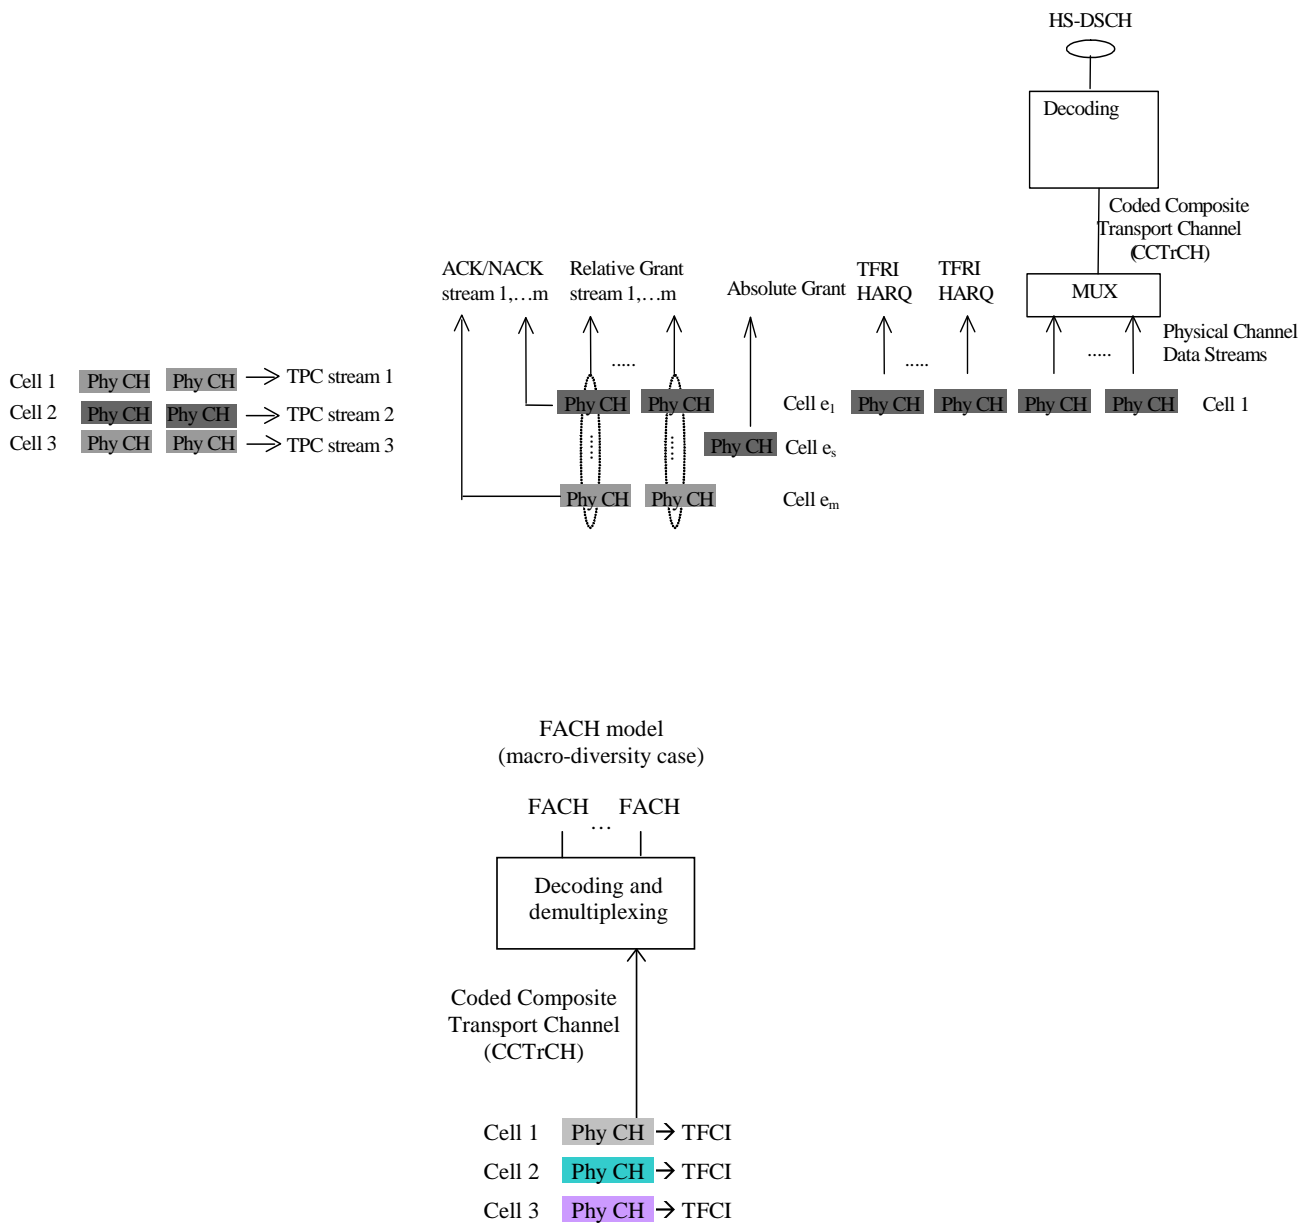 HS-DSCH
Decoding
Coded Composite
Transport Channel
(CCTrCH)
MUX
Physical Channel
Data Streams
ACK/NACK
stream 1,…m
Relative Grant
stream 1,…m
Absolute Grant
TFRI
HARQ
TFRI
HARQ
.....
.....
.....
Cell 1 Phy CH Phy CH TPC stream 1
Cell 2 Phy CH Phy CH TPC stream 2
Cell 3 Phy CH Phy CH TPC stream 3
Phy CH Phy CH Cell e1 Phy CH Phy CH Phy CH Phy CH Cell 1
Phy CH Cell es
Phy CH Phy CH Cell em
FACH model
(macro-diversity case)
FACH … FACH
Decoding and
demultiplexing
Coded Composite
Transport Channel
(CCTrCH)
Cell 1 Phy CH → TFCI
Cell 2 Phy CH → TFCI
Cell 3 Phy CH → TFCI